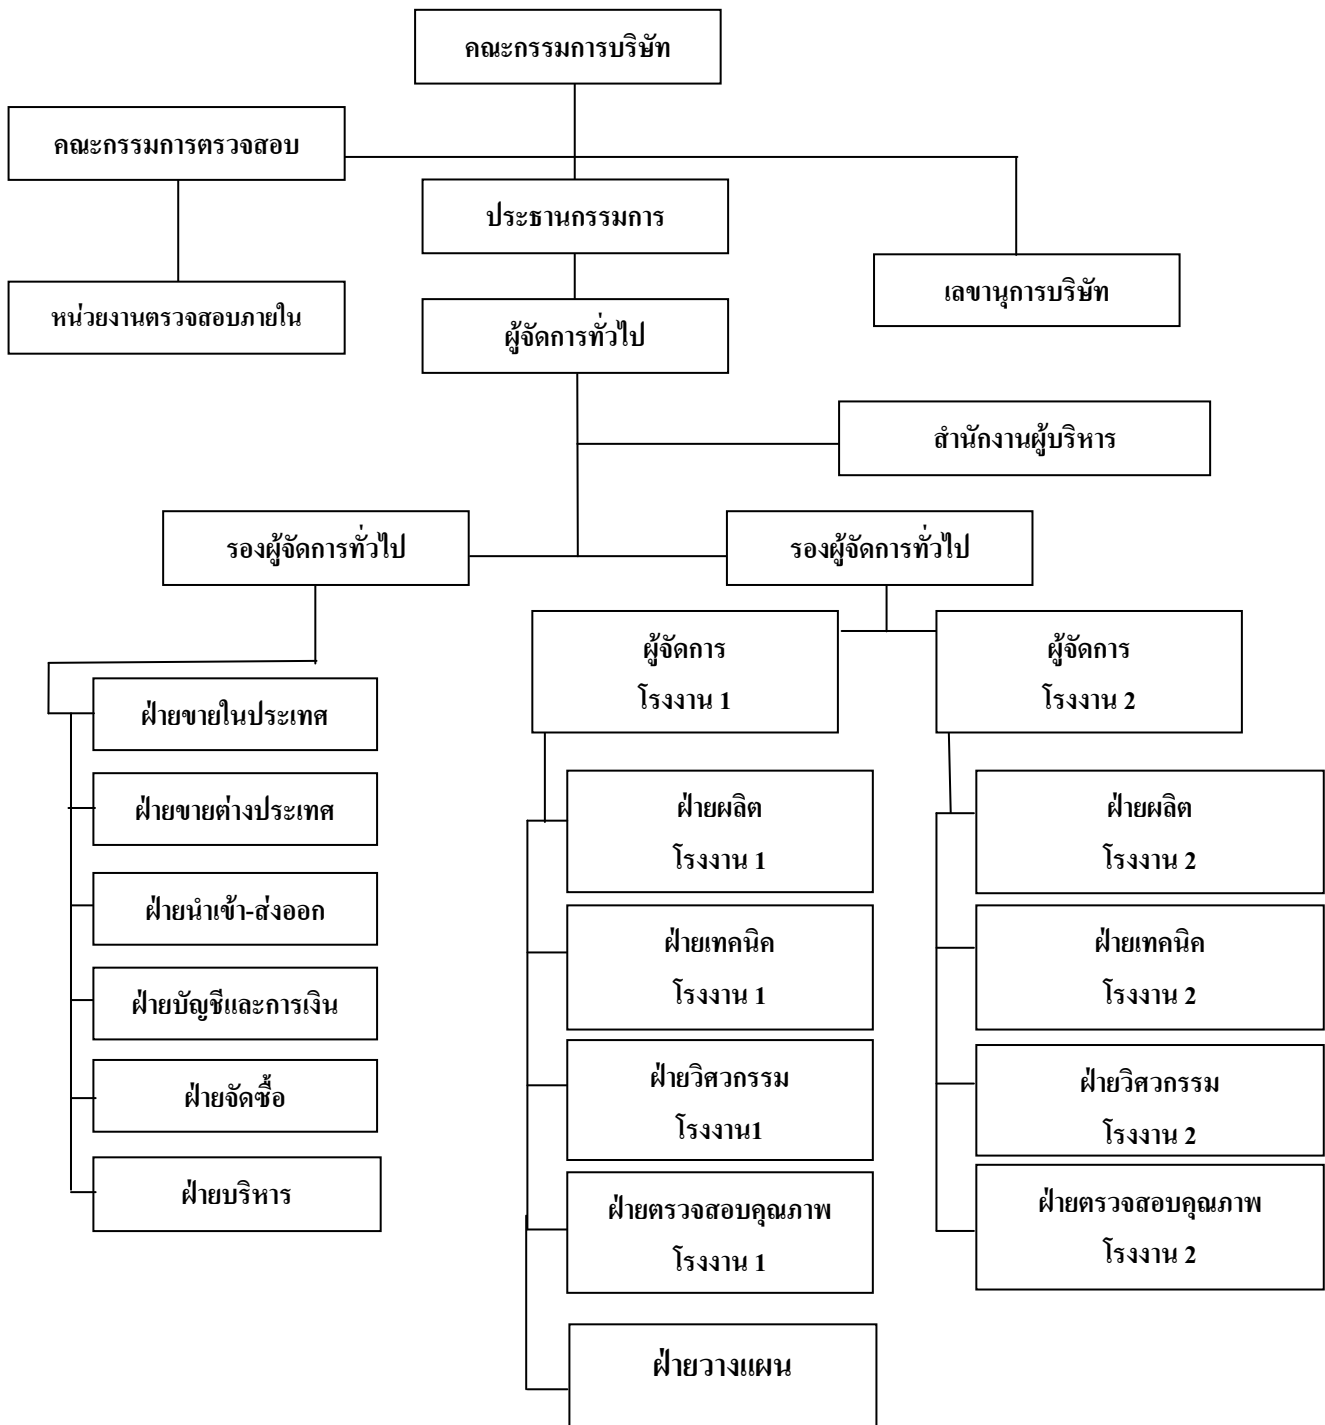 คณะกรรมการบริษัท
คณะกรรมการตรวจสอบ
ประธานกรรมการ
หน่วยงานตรวจสอบภายใน
เลขานุการบริษัท
ผู้จัดการทั่วไป
สำนักงานผู้บริหาร
รองผู้จัดการทั่วไป
รองผู้จัดการทั่วไป
ฝ่ายขายในประเทศ
ฝ่ายขายต่างประเทศ
ฝ่ายนำเข้า-ส่งออก
ฝ่ายบัญชีและการเงิน
ฝ่ายจัดซื้อ
ฝ่ายบริหาร
ผู้จัดการ
โรงงาน 1
ฝ่ายผลิต
โรงงาน 1
ฝ่ายเทคนิค
โรงงาน 1
ฝ่ายวิศวกรรม
โรงงาน1
ฝ่ายตรวจสอบคุณภาพ
โรงงาน 1
ฝ่ายวางแผน
ผู้จัดการ
โรงงาน 2
ฝ่ายผลิต
โรงงาน 2
ฝ่ายเทคนิค
โรงงาน 2
ฝ่ายวิศวกรรม
โรงงาน 2
ฝ่ายตรวจสอบคุณภาพ
โรงงาน 2